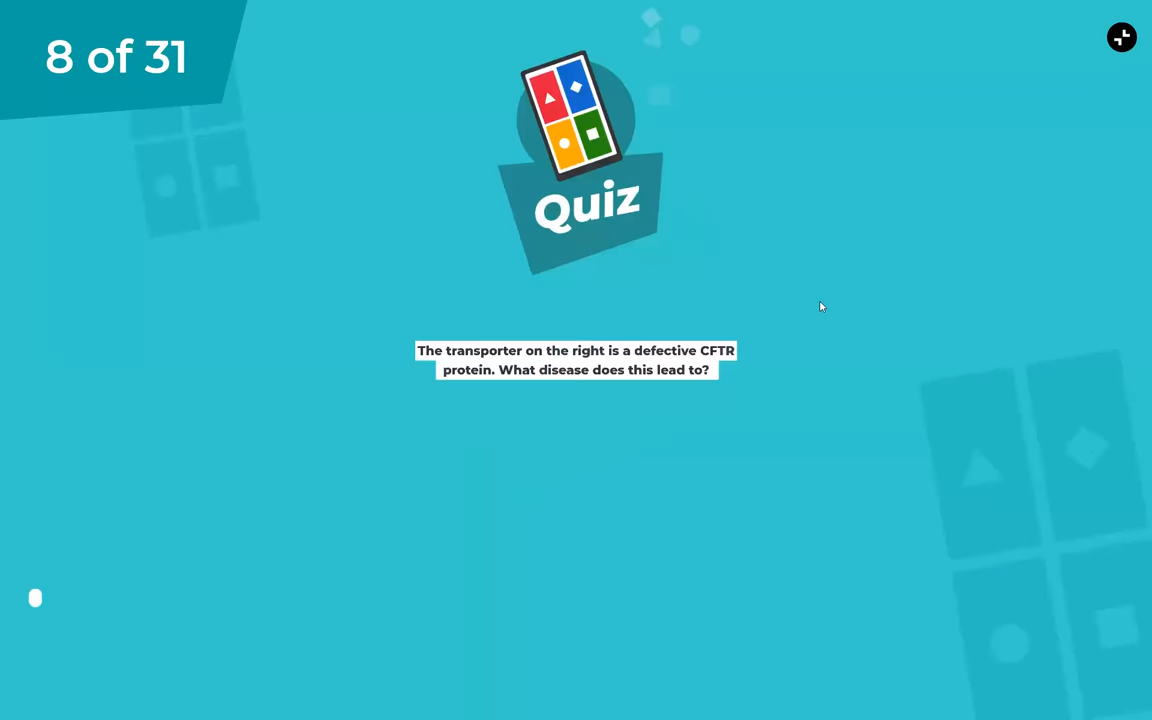 8 of 31
Quiz
The transporter on the right is a defective CFTR
protein. What disease does this lead to?